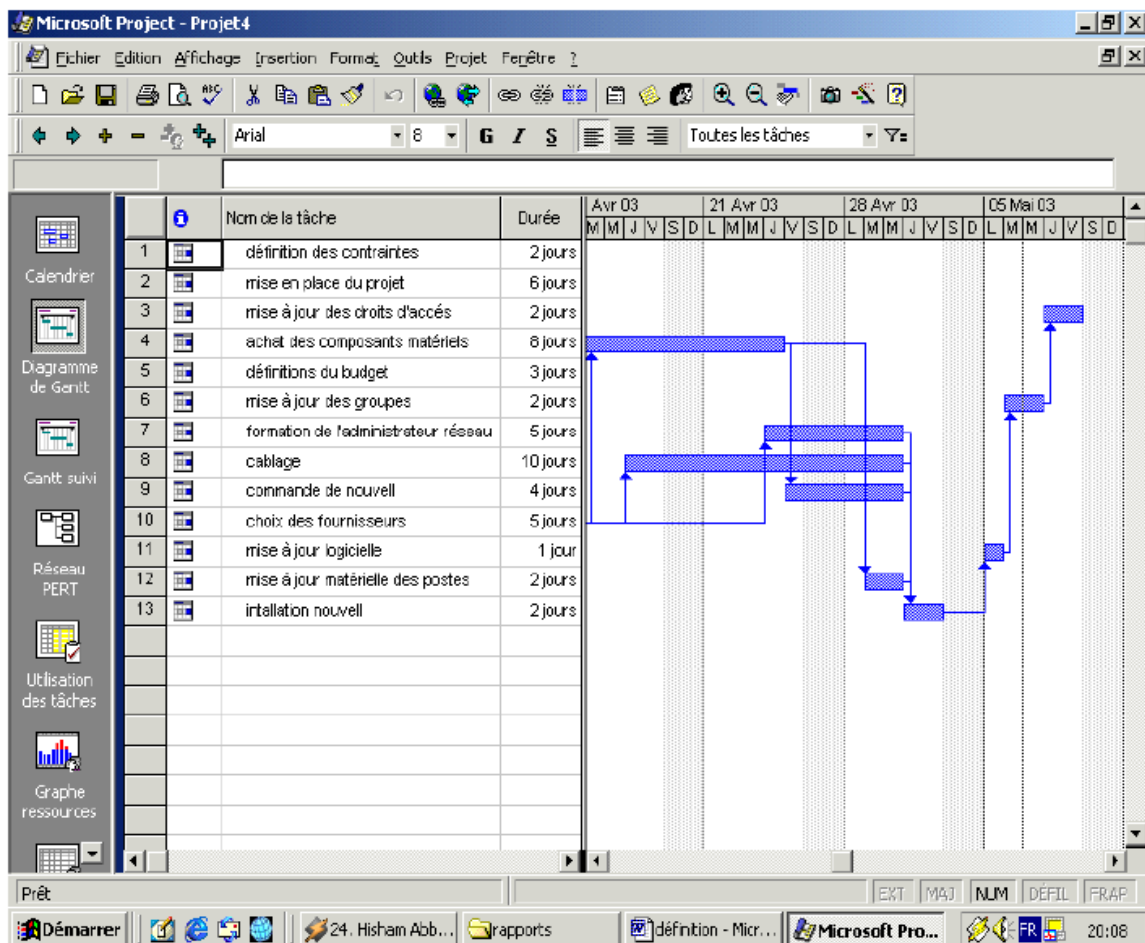 Microsoft Project - Projet4
Fichier Edition Affichage Insertion Format Outils Projet Fenêtre ?
Arial 8 G I S Toutes les tâches
Nom de la tâche Durée
Avr 03 21 Avr 03 28 Avr 03 05 Mai 03
M M J V S D L M M J V S D L M M J V S D L M M J V S D
1 définition des contraintes 2 jours
2 mise en place du projet 6 jours
3 mise à jour des droits d'accés 2 jours
4 achat des composants matériels 8 jours
5 définitions du budget 3 jours
6 mise à jour des groupes 2 jours
7 formation de l'administrateur réseau 5 jours
8 cablage 10 jours
9 commande de nouvell 4 jours
10 choix des fournisseurs 5 jours
11 mise à jour logicielle 1 jour
12 mise à jour matérielle des postes 2 jours
13 intallation nouvell 2 jours
Calendrier
Diagramme
de Gantt
Gantt suivi
Réseau
PERT
Utilisation
des tâches
Graphe
ressources
Prêt EXT MAJ NUM DÉFIL FRAP
Démarrer 24. Hisham Abb... rapports définition - Micr... Microsoft Pro... FR 20:08